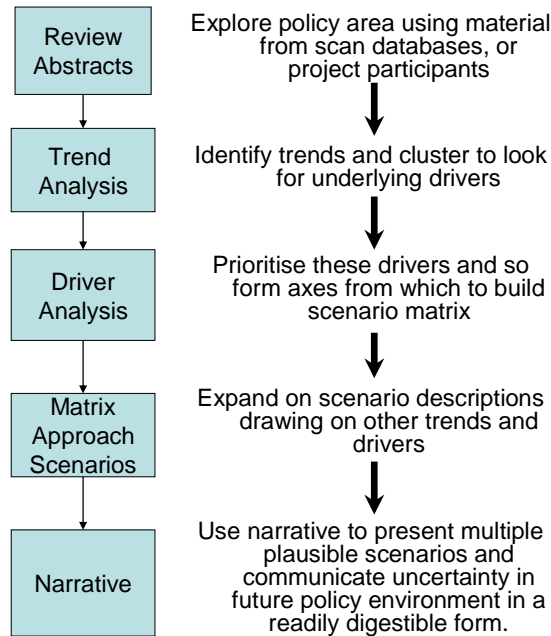 Review
Abstracts
Explore policy area using material
from scan databases, or
project participants
Trend
Analysis
Identify trends and cluster to look
for underlying drivers
Driver
Analysis
Prioritise these drivers and so
form axes from which to build
scenario matrix
Matrix
Approach
Scenarios
Expand on scenario descriptions
drawing on other trends and
drivers
Narrative
Use narrative to present multiple
plausible scenarios and
communicate uncertainty in
future policy environment in a
readily digestible form.